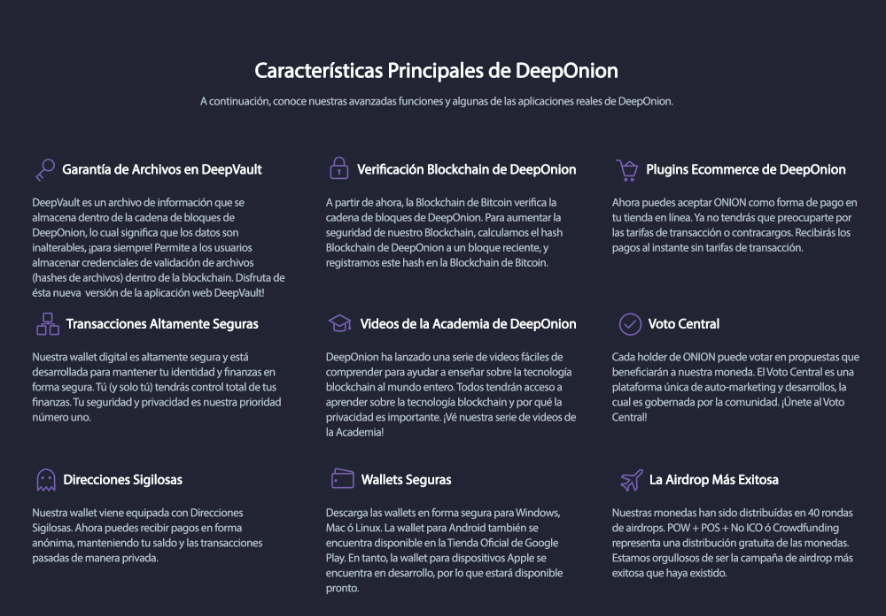 Características Principales de DeepOnion
A continuación, conoce nuestras avanzadas funciones y algunas de las aplicaciones reales de DeepOnion.
Garantía de Archivos en DeepVault
DeepVault es un archivo de información que se
almacena dentro de la cadena de bloques de
DeepOnion, lo cual significa que los datos son
inalterables, ¡para siempre! Permite a los usuarios
almacenar credenciales de validación de archivos
(hashes de archivos) dentro de la blockchain. Disfruta de
ésta nueva  versión de la aplicación web DeepVault!
Verificación Blockchain de DeepOnion
A partir de ahora, la Blockchain de Bitcoin verifica la
cadena de bloques de DeepOnion. Para aumentar la
seguridad de nuestro Blockchain, calculamos el hash
Blockchain de DeepOnion a un bloque reciente, y
registramos este hash en la Blockchain de Bitcoin.
Plugins Ecommerce de DeepOnion
Ahora puedes aceptar ONION como forma de pago en
tu tienda en línea. Ya no tendrás que preocuparte por
las tarifas de transacción o contracargos. Recibirás los
pagos al instante sin tarifas de transacción.
Transacciones Altamente Seguras
Nuestra wallet digital es altamente segura y está
desarrollada para mantener tu identidad y finanzas en
forma segura. Tú (y solo tú) tendrás control total de tus
finanzas. Tu seguridad y privacidad es nuestra prioridad
número uno.
Videos de la Academia de DeepOnion
DeepOnion ha lanzado una serie de videos fáciles de
comprender para ayudar a enseñar sobre la tecnología
blockchain al mundo entero. Todos tendrán acceso a
aprender sobre la tecnología blockchain y por qué la
privacidad es importante. ¡Vé nuestra serie de videos de
la Academia!
Voto Central
Cada holder de ONION puede votar en propuestas que
beneficiarán a nuestra moneda. El Voto Central es una
plataforma única de auto-marketing y desarrollos, la
cual es gobernada por la comunidad. ¡Únete al Voto
Central!
Direcciones Sigilosas
Nuestra wallet viene equipada con Direcciones
Sigilosas. Ahora puedes recibir pagos en forma
anónima, manteniendo tu saldo y las transacciones
pasadas de manera privada.
Wallets Seguras
Descarga las wallets en forma segura para Windows,
Mac ó Linux. La wallet para Android también se
encuentra disponible en la Tienda Oficial de Google
Play. En tanto, la wallet para dispositivos Apple se
encuentra en desarrollo, por lo que estará disponible
pronto.
La Airdrop Más Exitosa
Nuestras monedas han sido distribuídas en 40 rondas
de airdrops. POW + POS + No ICO ó Crowdfunding
representa una distribución gratuita de las monedas.
Estamos orgullosos de ser la campaña de airdrop más
exitosa que haya existido.